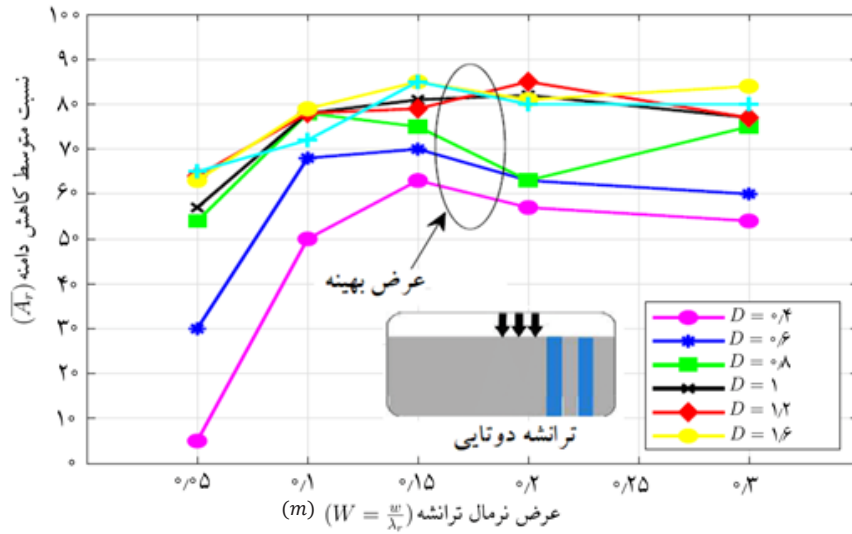 ۱۰۰
۹۰
۸۰
۷۰
۶۰
۵۰
۴۰
۳۰
۲۰
۱۰
۰
نسبت متوسط کاهش دامنه (A̅ᵣ)
عرض بهینه
ترانشه دوتایی
D = ۰٫۴
D = ۰٫۶
D = ۰٫۸
D = ۱
D = ۱٫۲
D = ۱٫۶
۰٫۰۵ ۰٫۱ ۰٫۱۵ ۰٫۲ ۰٫۲۵ ۰٫۳
عرض نرمال ترانشه (W = w/λᵣ) (m)